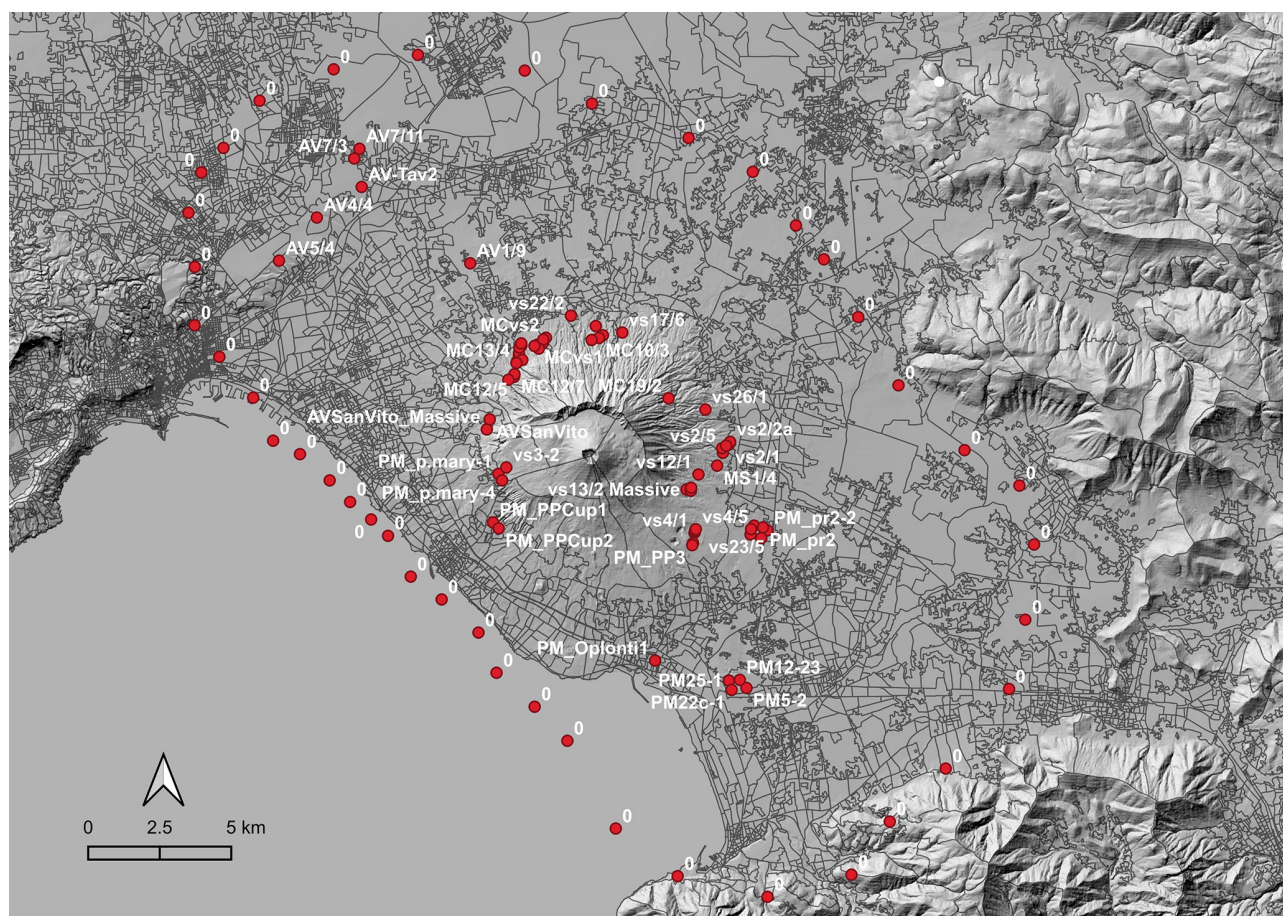 0
0
0
0
0
0
0
AV7/11
AV7/3
0
0
AV-Tav2
AV4/4
0
0
AV5/4
AV1/9
0
0
vs22/2
0
0
vs17/6
MCvs2
MC13/4
MCvs1
MC10/3
0
0
MC12/5
MC12/7
MC19/2
0
vs26/1
AVSanVito_Massive
AVSanVito
vs2/5
vs2/2a
0
0
0
PM_p.mary-1
vs3-2
vs12/1
vs2/1
0
MS1/4
0
PM_p.mary-4
vs13/2 Massive
0
PM_PPCup1
vs4/1
vs4/5
PM_pr2-2
0
0
PM_PPCup2
PM_pr2
0
vs23/5
PM_PP3
0
0
0
0
PM_Oplonti1
0
PM12-23
PM25-1
0
PM22c-1
PM5-2
0
0
0
0
0
0
0
0
0 2.5 5 km